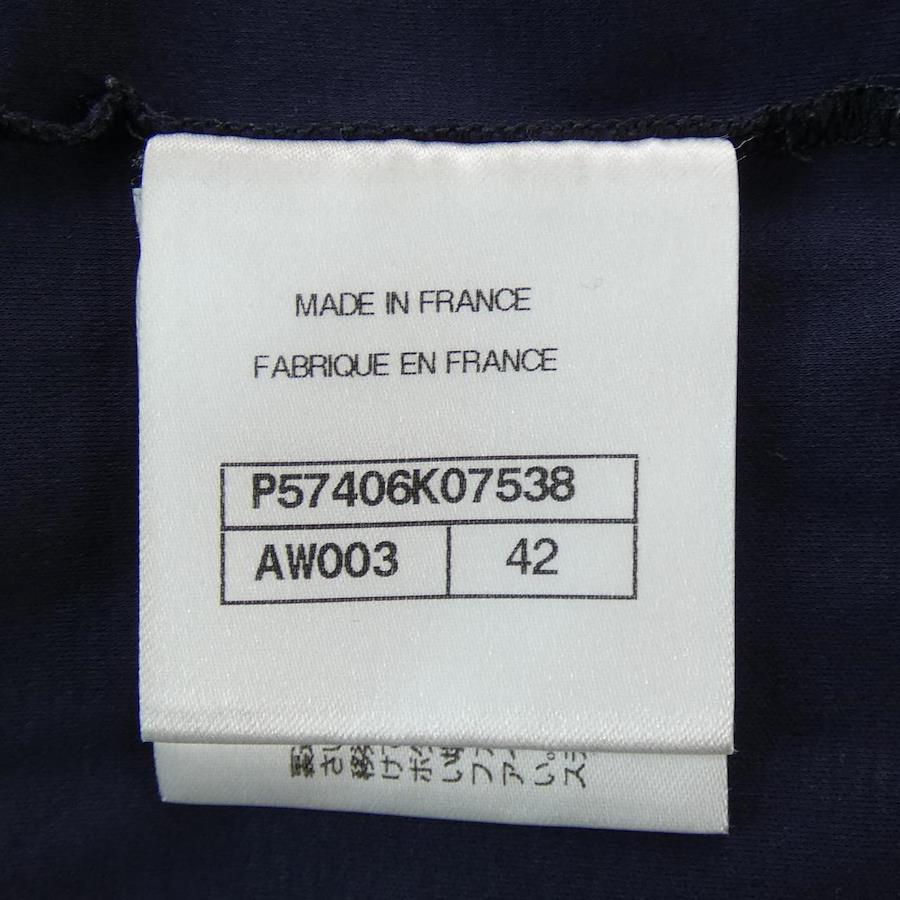 MADE IN FRANCE
FABRIQUE EN FRANCE
P57406K07538
AW003 42